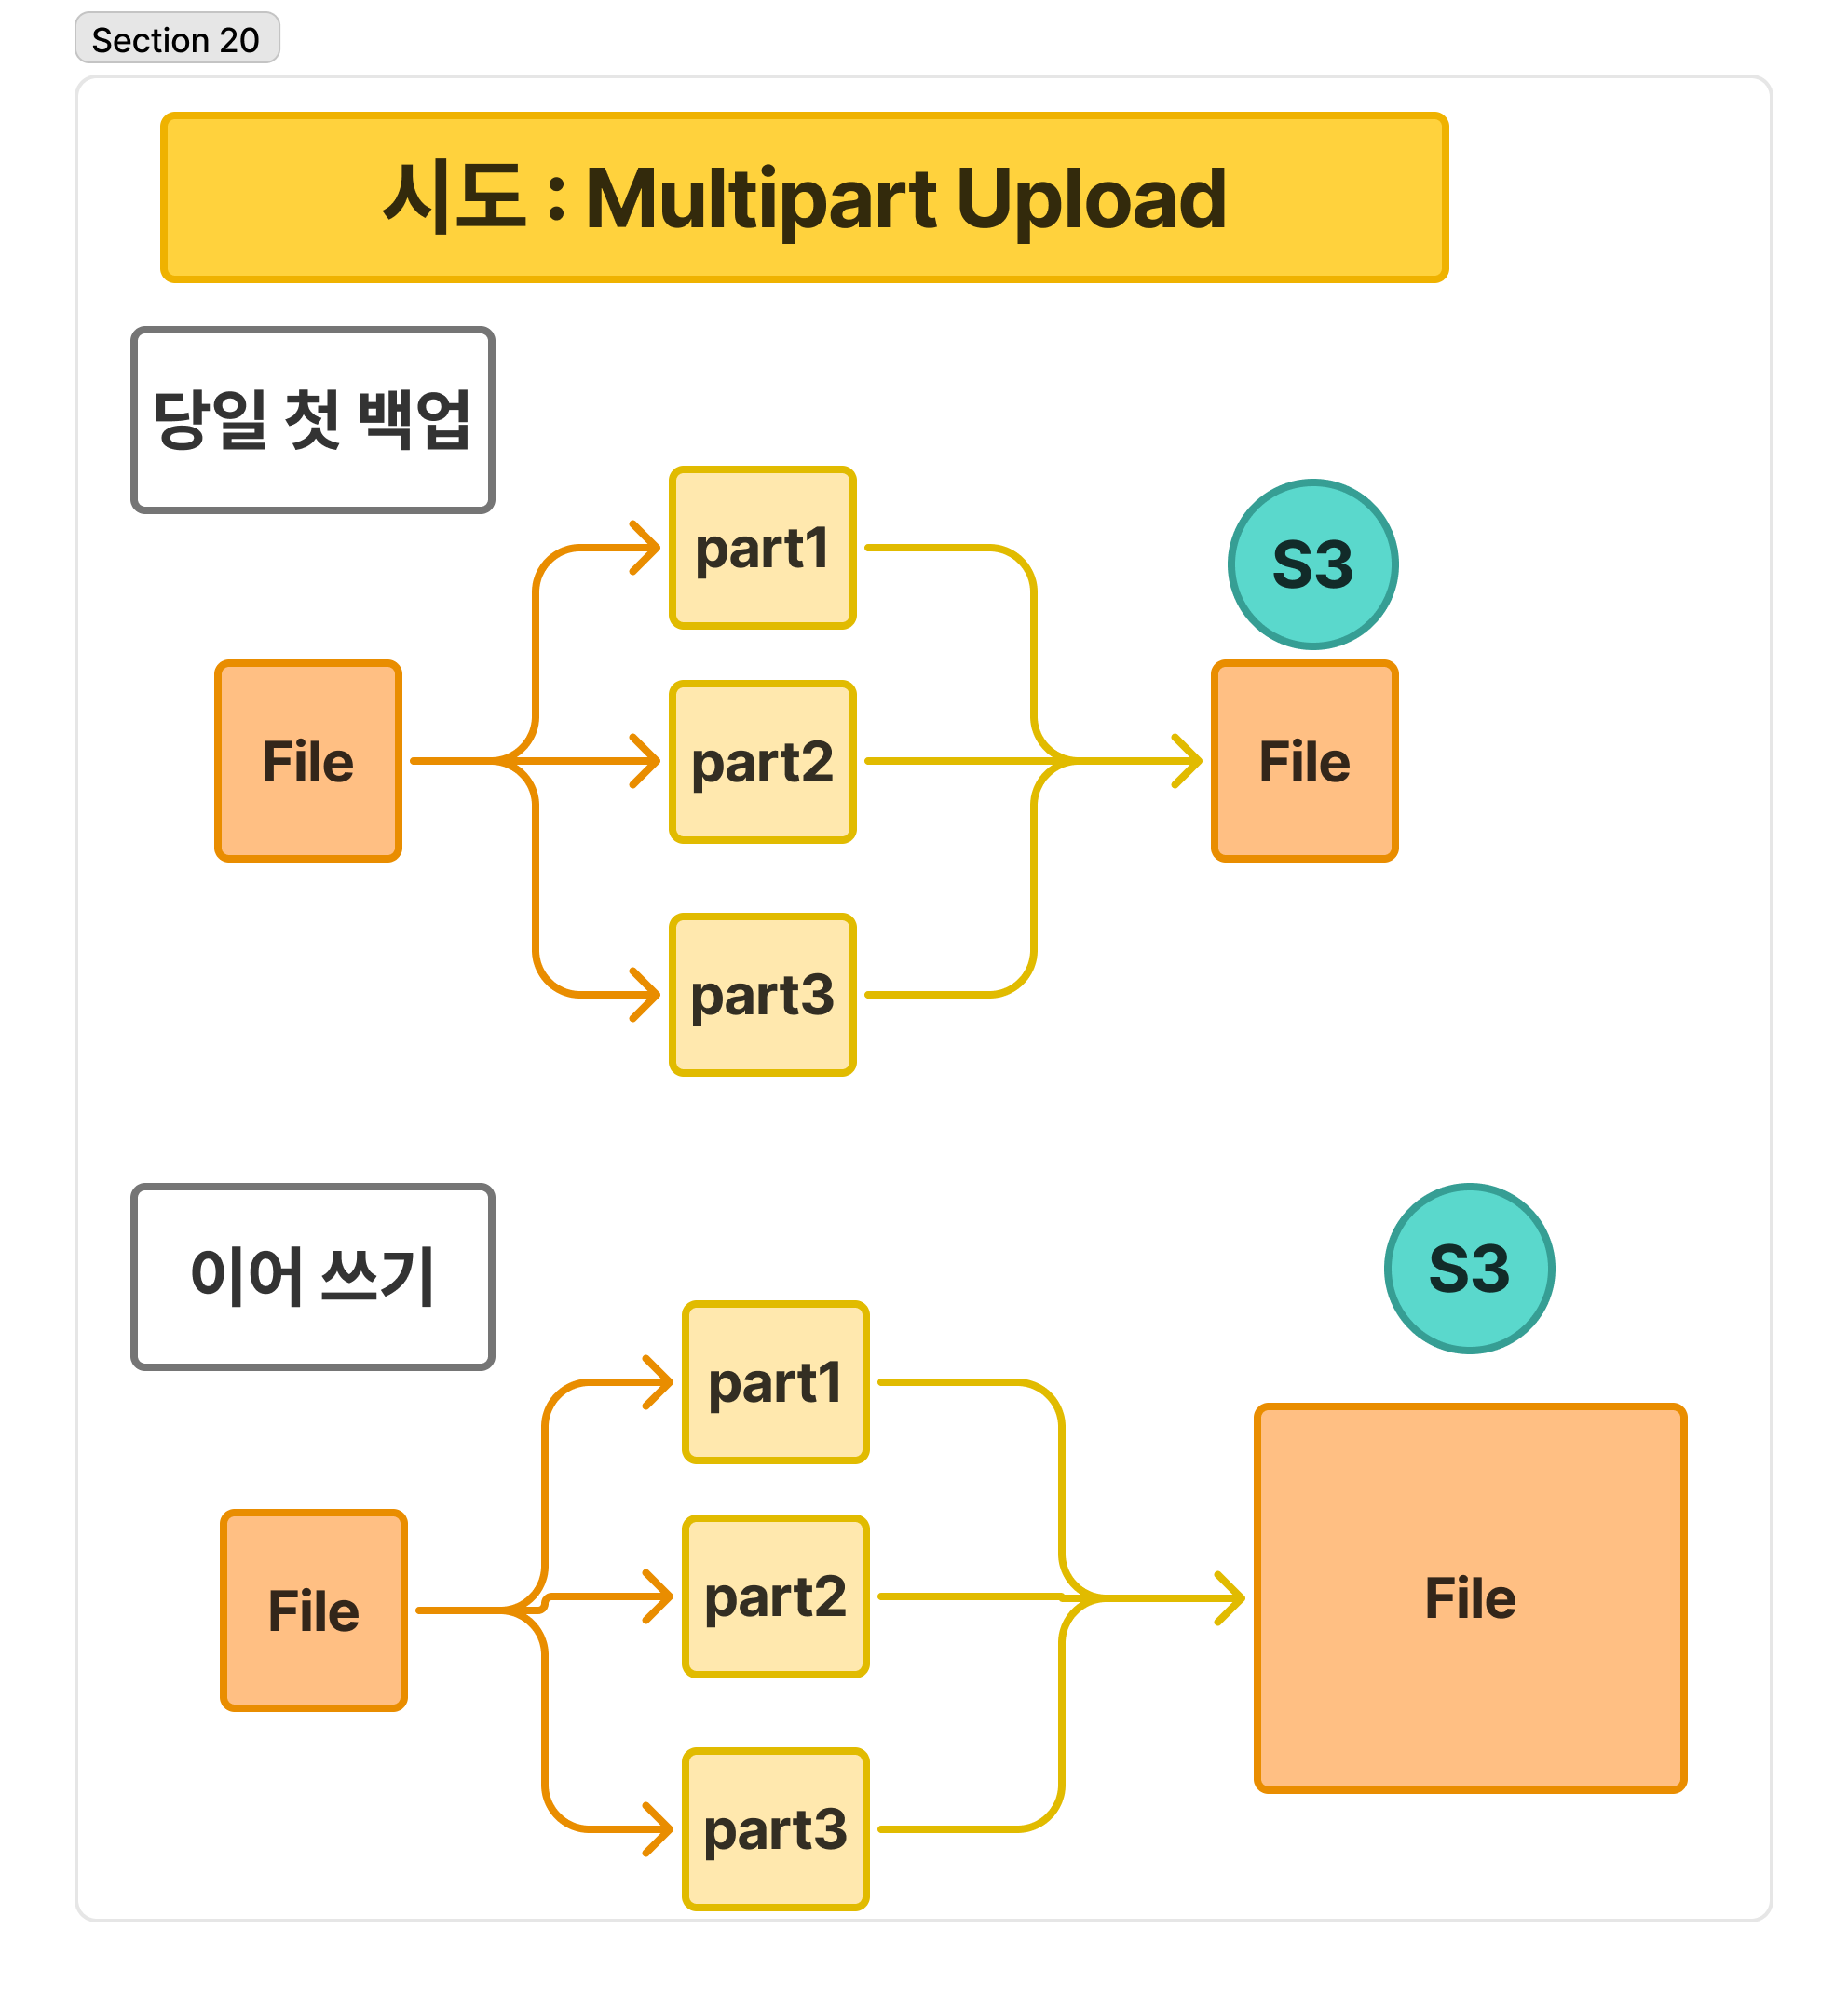 Section 20
시도 : Multipart Upload
당일 첫 백업
part1
S3
File
part2
File
part3
이어 쓰기
S3
part1
File
part2
File
part3